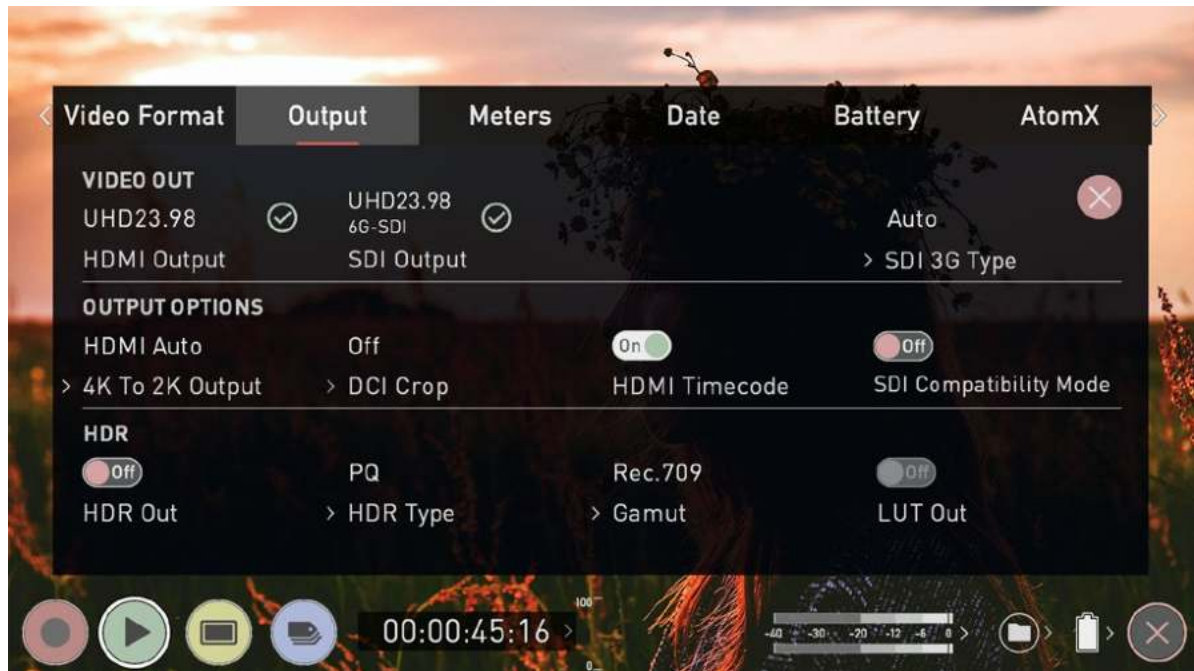 Video Format Output Meters Date Battery AtomX
VIDEO OUT
UHD23.98 UHD23.98 Auto
6G-SDI
HDMI Output SDI Output > SDI 3G Type
OUTPUT OPTIONS
HDMI Auto Off On Off
> 4K To 2K Output > DCI Crop HDMI Timecode SDI Compatibility Mode
HDR
Off PQ Rec.709 Off
HDR Out > HDR Type > Gamut LUT Out
00:00:45:16 >
100
0
-40 -30 -20 -12 -6 0 >